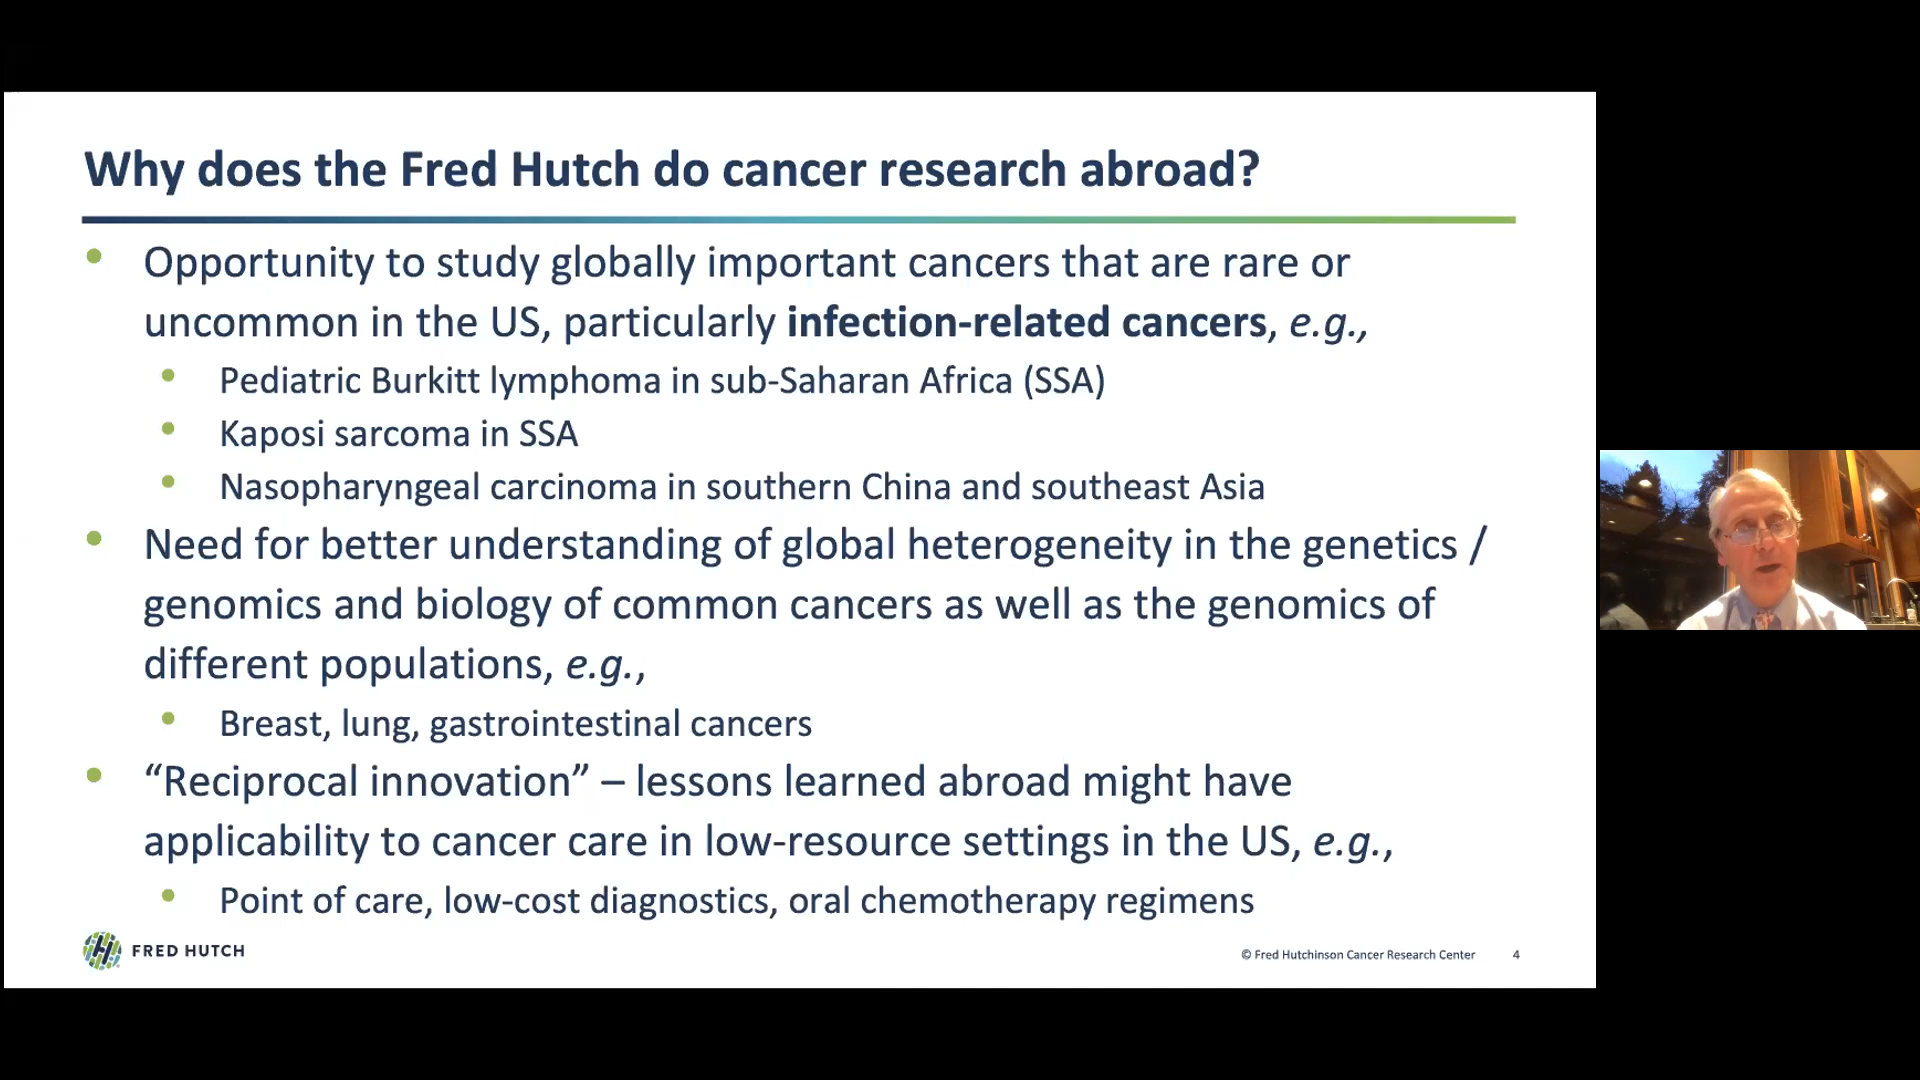 Why does the Fred Hutch do cancer research abroad?
• Opportunity to study globally important cancers that are rare or
uncommon in the US, particularly infection-related cancers, e.g.,
• Pediatric Burkitt lymphoma in sub-Saharan Africa (SSA)
• Kaposi sarcoma in SSA
• Nasopharyngeal carcinoma in southern China and southeast Asia
• Need for better understanding of global heterogeneity in the genetics /
genomics and biology of common cancers as well as the genomics of
different populations, e.g.,
• Breast, lung, gastrointestinal cancers
• “Reciprocal innovation” – lessons learned abroad might have
applicability to cancer care in low-resource settings in the US, e.g.,
• Point of care, low-cost diagnostics, oral chemotherapy regimens
FRED HUTCH
© Fred Hutchinson Cancer Research Center 4